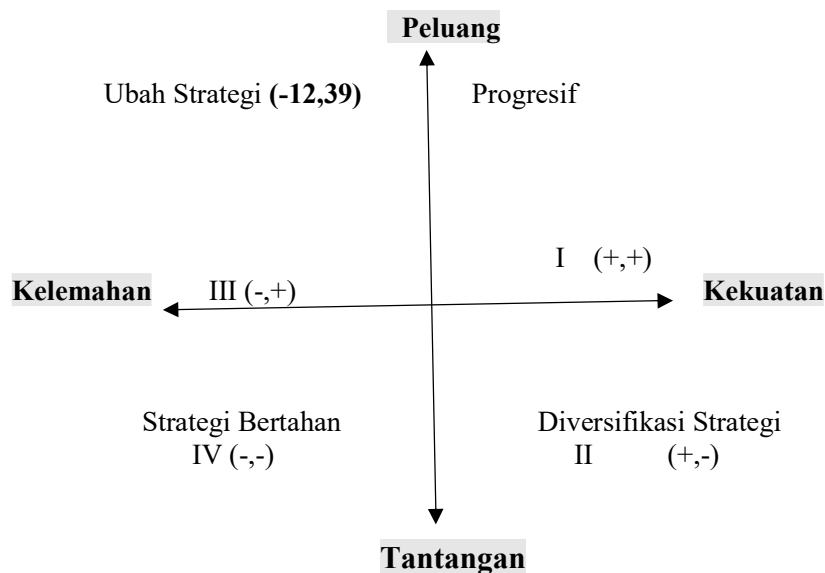 Peluang
Ubah Strategi (-12,39) Progresif
I (+,+)
Kelemahan III (-,+) Kekuatan
Strategi Bertahan Diversifikasi Strategi
IV (-,-) II (+,-)
Tantangan